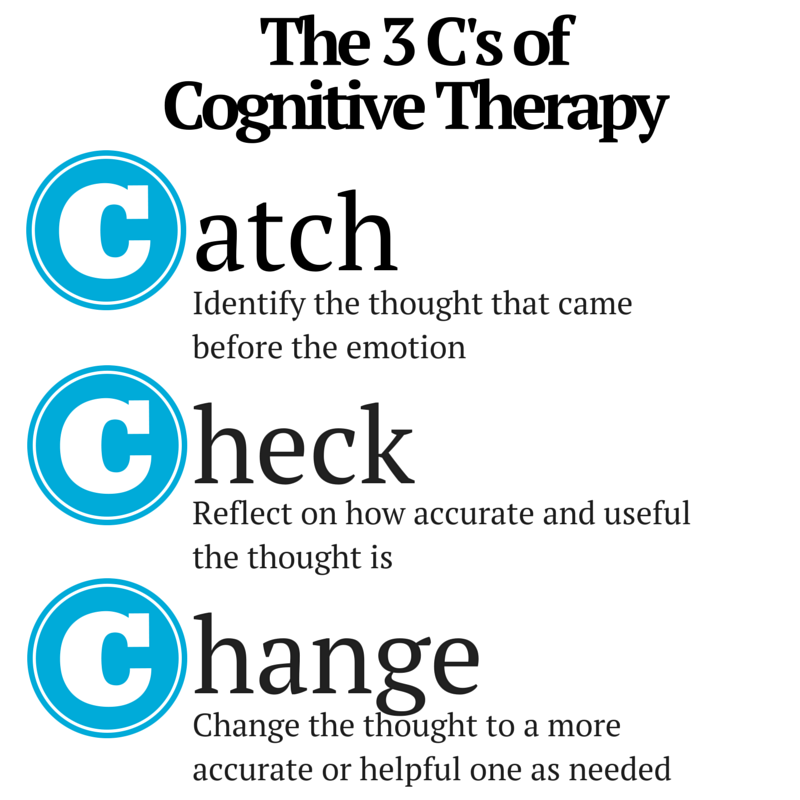 The 3 C's of
Cognitive Therapy
Catch
Identify the thought that came
before the emotion
Check
Reflect on how accurate and useful
the thought is
Change
Change the thought to a more
accurate or helpful one as needed